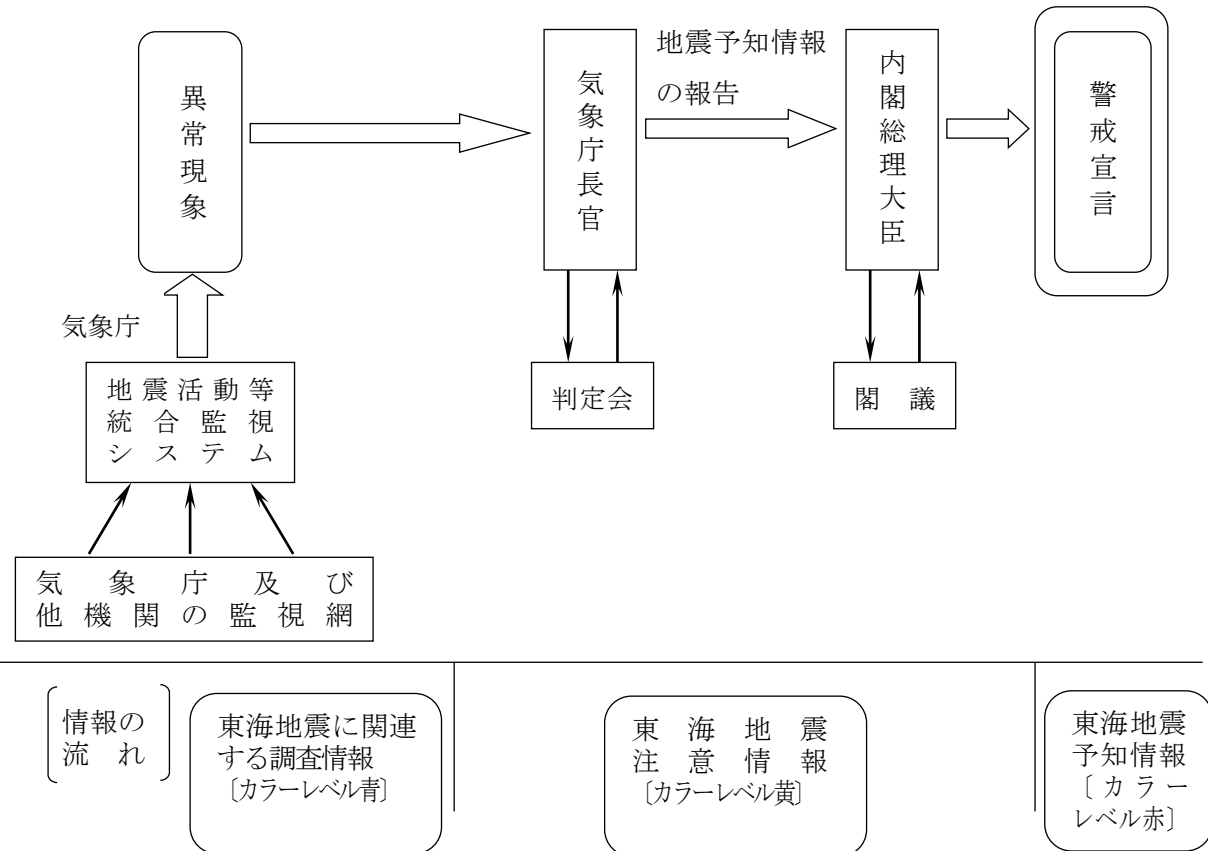 異常現象
気象庁長官
地震予知情報
の報告
内閣総理大臣
警戒宣言
気象庁
地震活動等
統合監視
システム
判定会
閣議
気象庁及び
他機関の監視網
情報の
流れ
東海地震に関連
する調査情報
〔カラーレベル青〕
東海地震
注意情報
〔カラーレベル黄〕
東海地震
予知情報
〔カラー
レベル赤〕